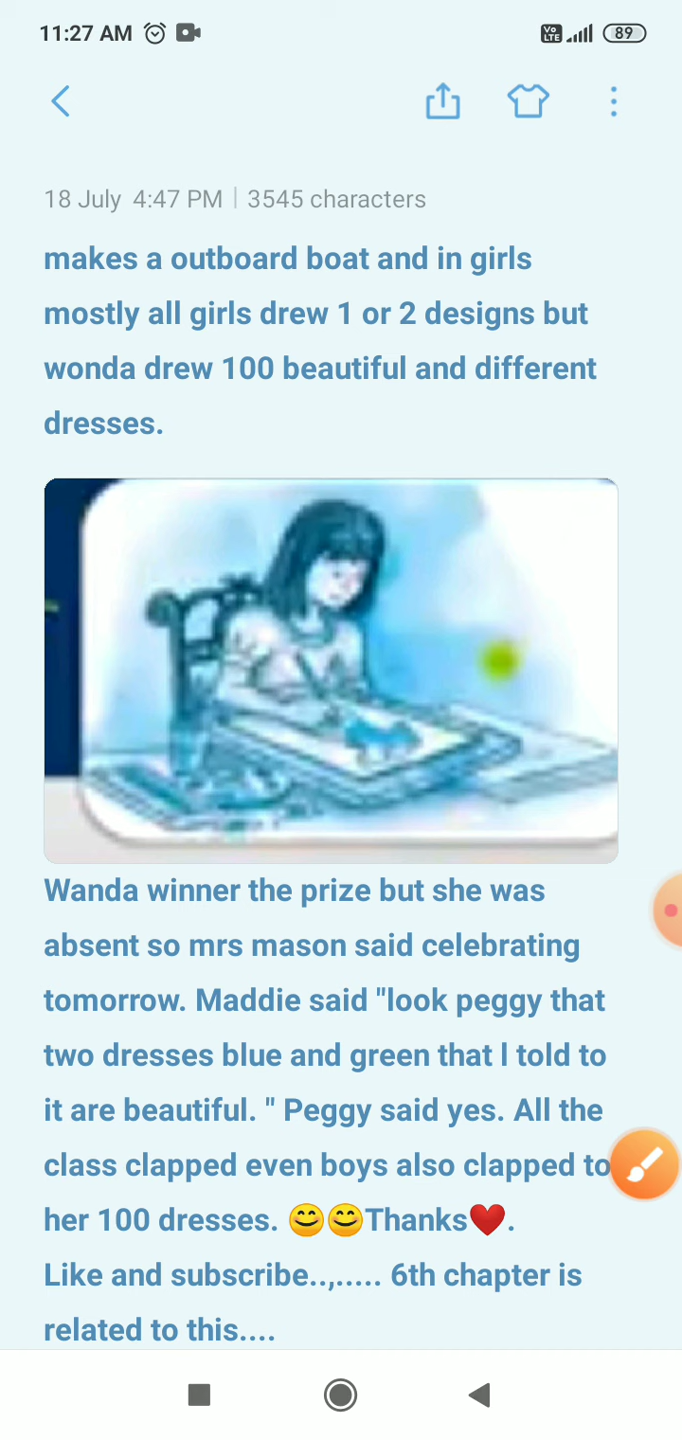 11:27 AM
Vo LTE 89
18 July 4:47 PM | 3545 characters
makes a outboard boat and in girls
mostly all girls drew 1 or 2 designs but
wonda drew 100 beautiful and different
dresses.
Wanda winner the prize but she was
absent so mrs mason said celebrating
tomorrow. Maddie said "look peggy that
two dresses blue and green that I told to
it are beautiful. " Peggy said yes. All the
class clapped even boys also clapped to
her 100 dresses. 😊😊Thanks❤️.
Like and subscribe..,..... 6th chapter is
related to this....